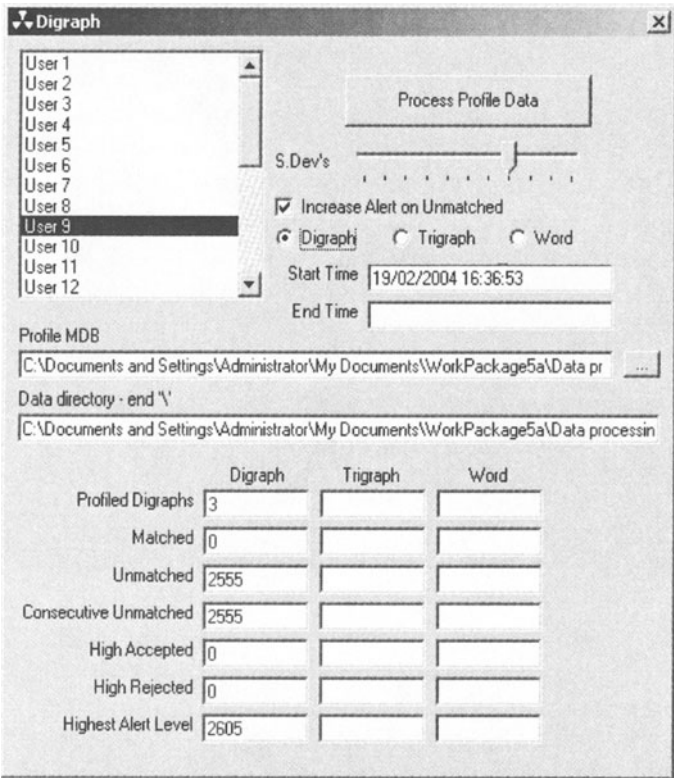 Digraph
User 1
User 2
User 3
User 4
User 5
User 6
User 7
User 8
User 9
User 10
User 11
User 12
Process Profile Data
S.Dev's
Increase Alert on Unmatched
Digraph Trigraph Word
Start Time 19/02/2004 16:36:53
End Time
Profile MDB
C:\Documents and Settings\Administrator\My Documents\WorkPackage5a\Data pr ...
Data directory - end '\'
C:\Documents and Settings\Administrator\My Documents\WorkPackage5a\Data processin
Digraph Trigraph Word
Profiled Digraphs 3
Matched 0
Unmatched 2555
Consecutive Unmatched 2555
High Accepted 0
High Rejected 0
Highest Alert Level 2605